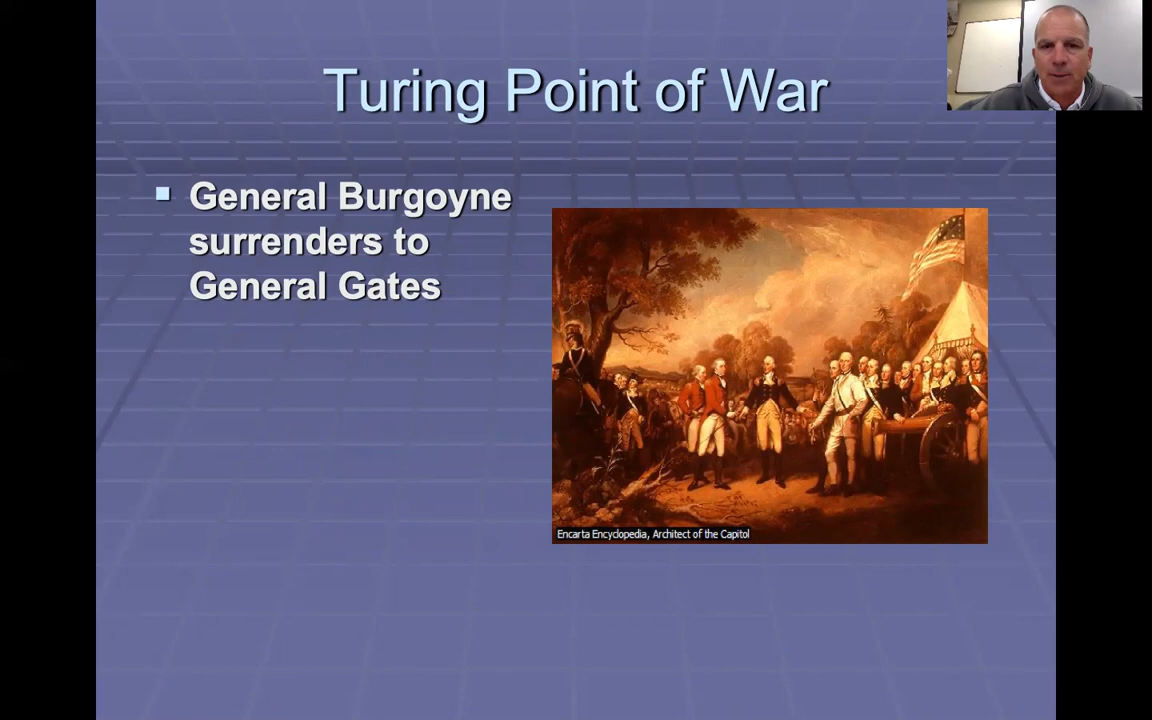 Turing Point of War
General Burgoyne
surrenders to
General Gates
Encarta Encyclopedia, Architect of the Capitol